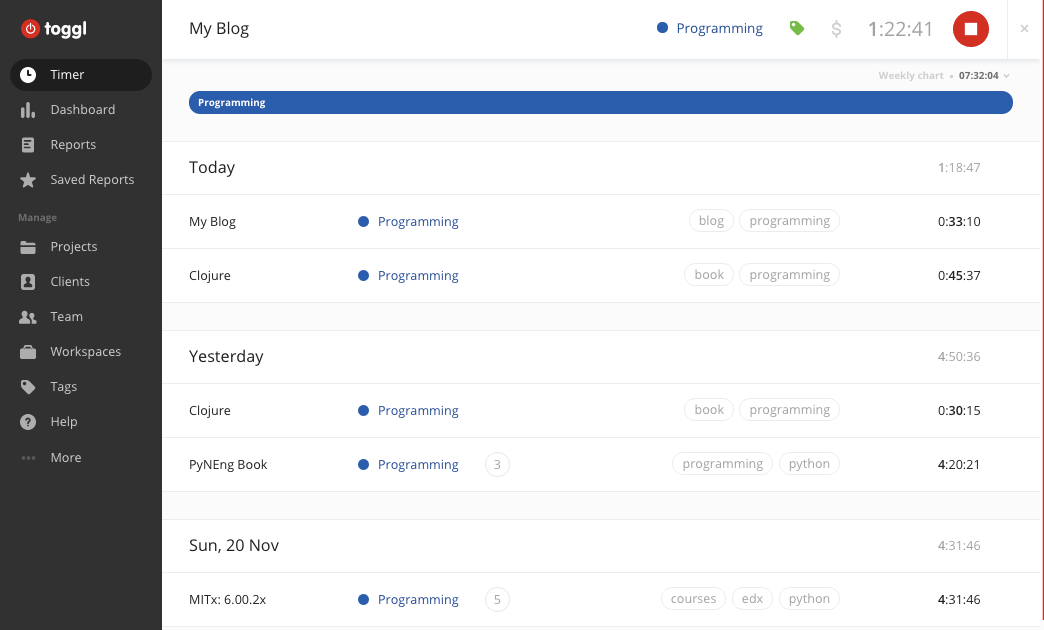 toggl
Timer
Dashboard
Reports
Saved Reports
Manage
Projects
Clients
Team
Workspaces
Tags
Help
More
My Blog Programming $ 1:22:41 ×
Weekly chart • 07:32:04
Programming
Today 1:18:47
My Blog Programming blog programming 0:33:10
Clojure Programming book programming 0:45:37
Yesterday 4:50:36
Clojure Programming book programming 0:30:15
PyNEng Book Programming 3 programming python 4:20:21
Sun, 20 Nov 4:31:46
MITx: 6.00.2x Programming 5 courses edx python 4:31:46